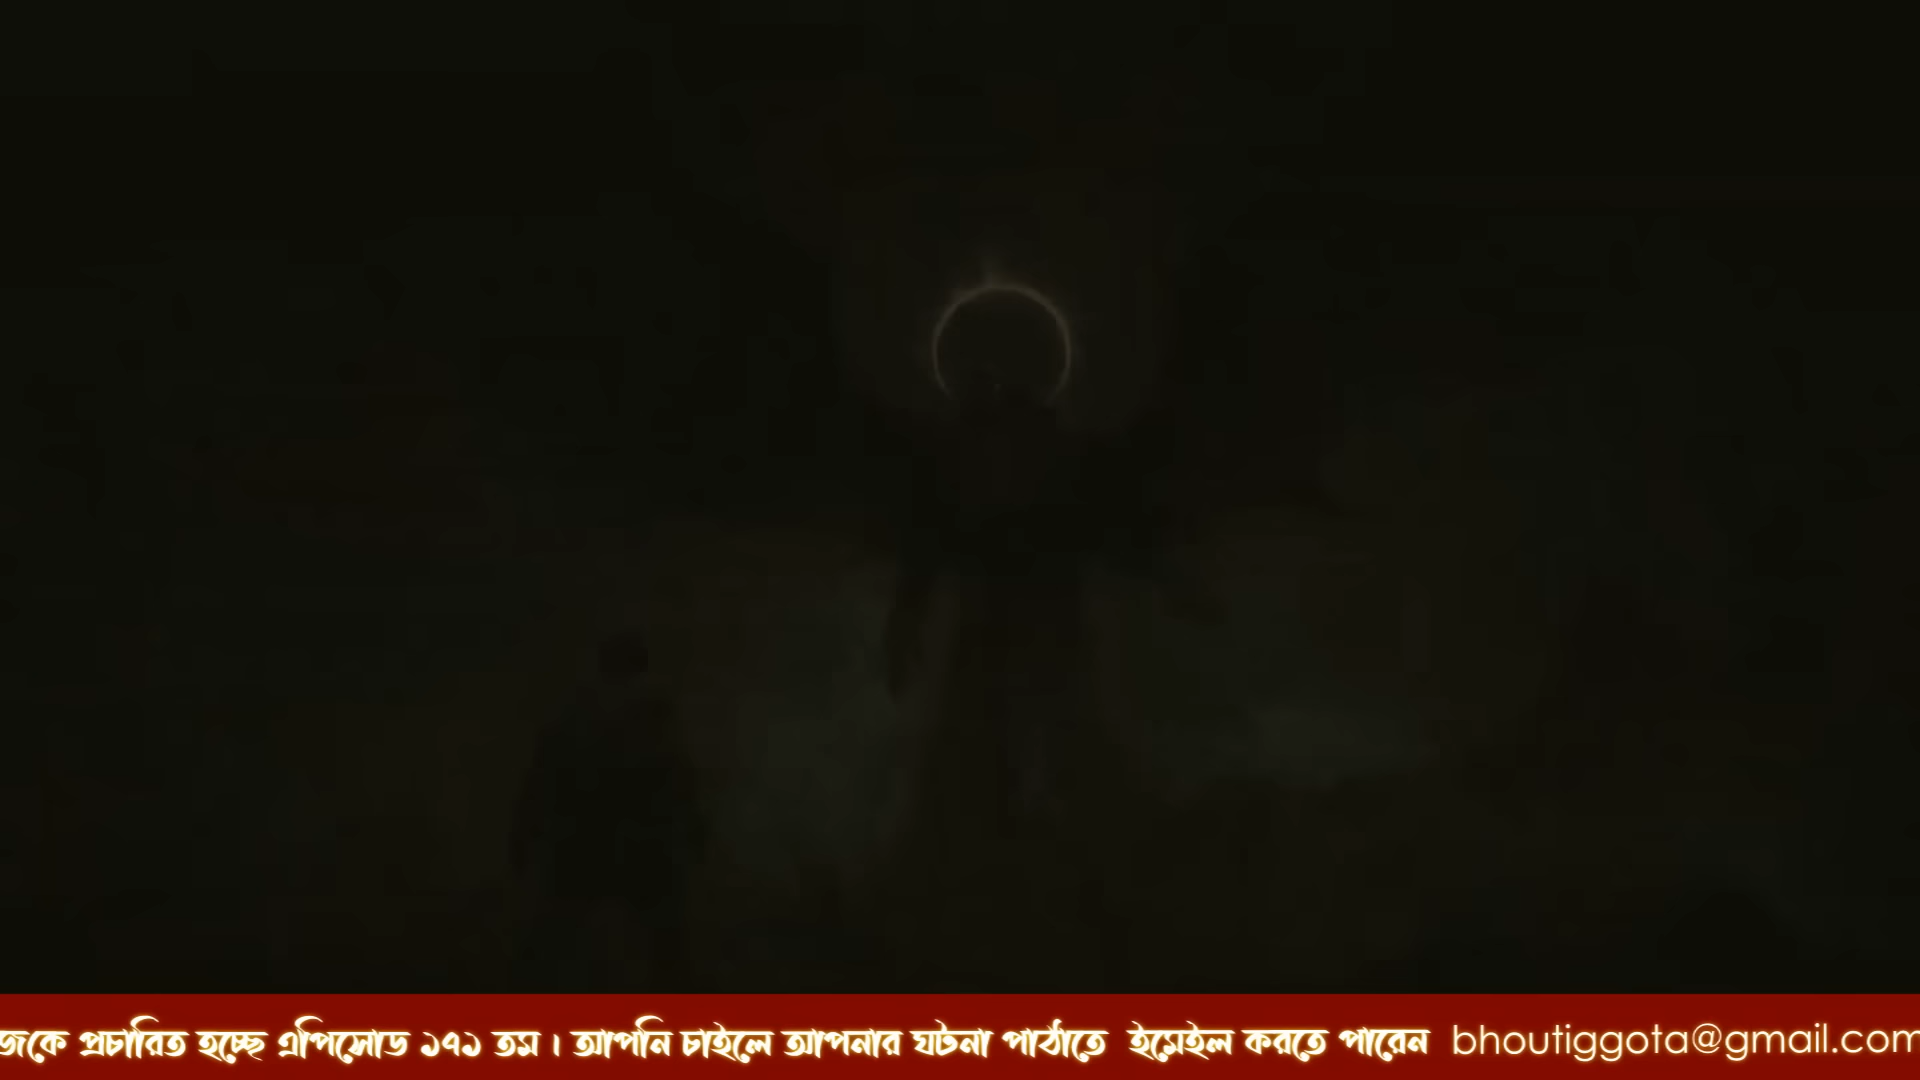 জকে প্রচারিত হচ্ছে এপিসোড ১৭১ তম। আপনি চাইলে আপনার ঘটনা পাঠাতে ইমেইল করতে পারেন bhoutiggota@gmail.com